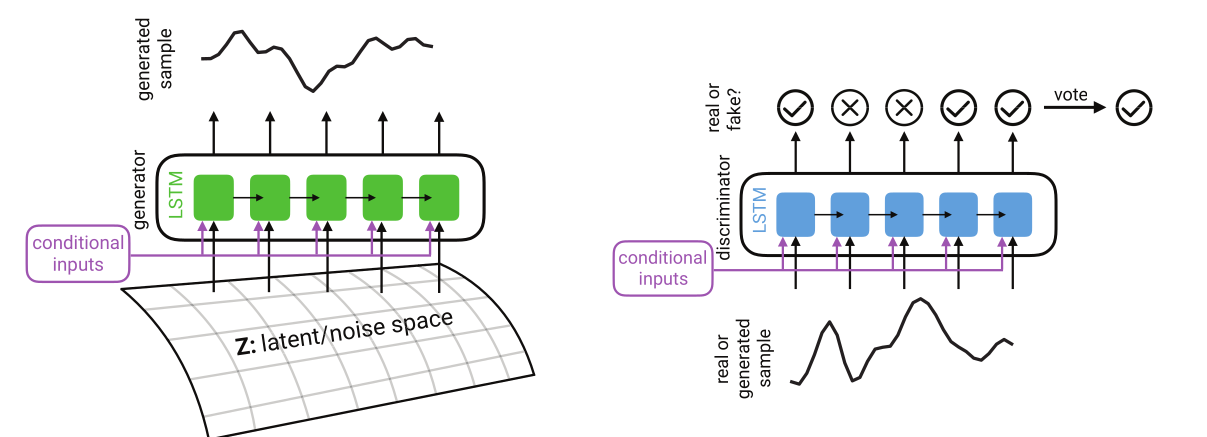 generated
sample
generator
LSTM
conditional
inputs
Z: latent/noise space
real or
fake?
vote
discriminator
LSTM
conditional
inputs
real or
generated
sample